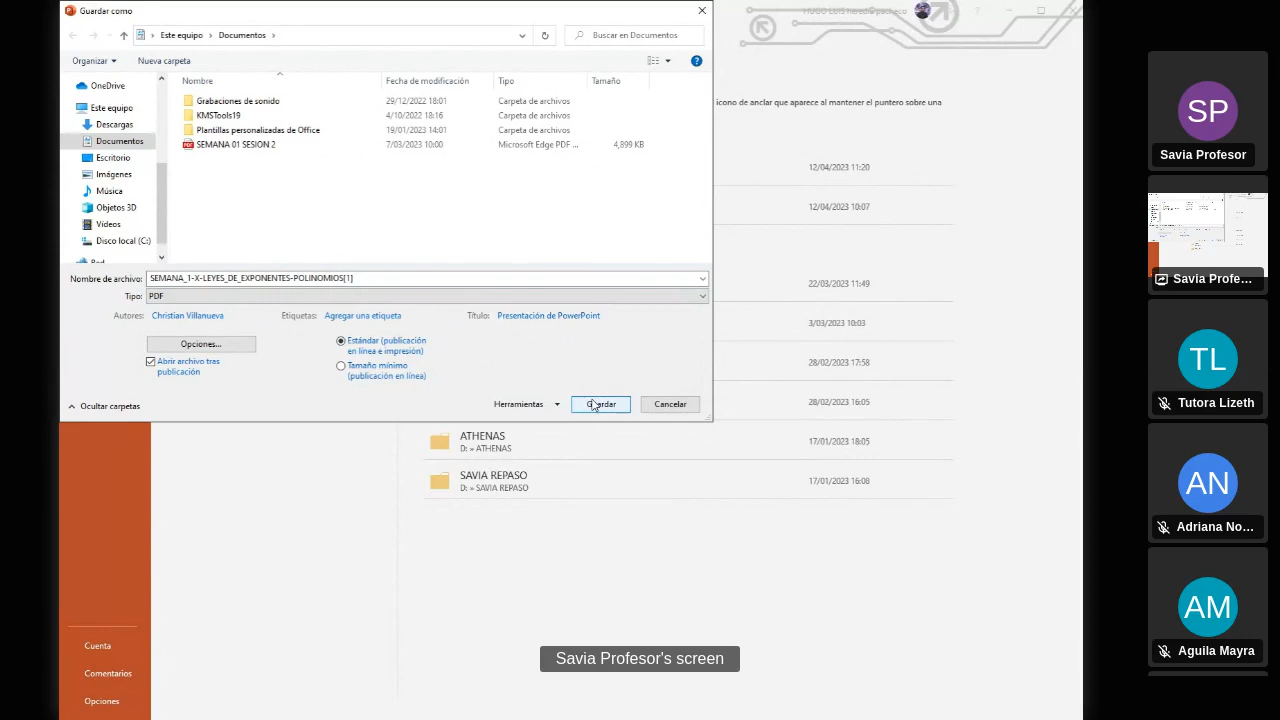 Guardar como
Este equipo > Documentos >
Buscar en Documentos
Organizar
Nueva carpeta
OneDrive
Este equipo
Descargas
Documentos
Escritorio
Imágenes
Música
Objetos 3D
Vídeos
Disco local (C:)
Nombre
Fecha de modificación
Tipo
Tamaño
Grabaciones de sonido
29/12/2022 18:01
Carpeta de archivos
KMSTools19
4/10/2022 18:16
Carpeta de archivos
Plantillas personalizadas de Office
19/01/2023 14:01
Carpeta de archivos
SEMANA 01 SESION 2
7/03/2023 10:00
Microsoft Edge PDF ...
4,899 KB
Nombre de archivo: SEMANA_1-X-LEYES_DE_EXPONENTES-POLINOMIOS[1]
Tipo: PDF
Autores: Christian Villanueva
Etiquetas: Agregar una etiqueta
Título: Presentación de PowerPoint
Opciones...
Abrir archivo tras
publicación
Estándar (publicación
en línea e impresión)
Tamaño mínimo
(publicación en línea)
Ocultar carpetas
Herramientas
Guardar
Cancelar
icono de anclar que aparece al mantener el puntero sobre una
12/04/2023 11:20
12/04/2023 10:07
22/03/2023 11:49
3/03/2023 10:03
28/02/2023 17:58
28/02/2023 16:05
ATHENAS
D: » ATHENAS
17/01/2023 18:05
SAVIA REPASO
D: » SAVIA REPASO
17/01/2023 16:08
Cuenta
Comentarios
Opciones
Savia Profesor's screen
SP
Savia Profesor
Savia Profe...
TL
Tutora Lizeth
AN
Adriana No...
AM
Aguila Mayra